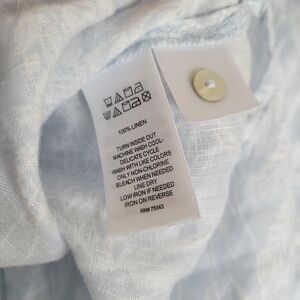 100% LINEN
TURN INSIDE OUT
MACHINE WASH COOL-
DELICATE CYCLE
WASH WITH LIKE COLORS
ONLY NON-CHLORINE
BLEACH WHEN NEEDED
LINE DRY
LOW IRON IF NEEDED
IRON ON REVERSE
RN# 75343